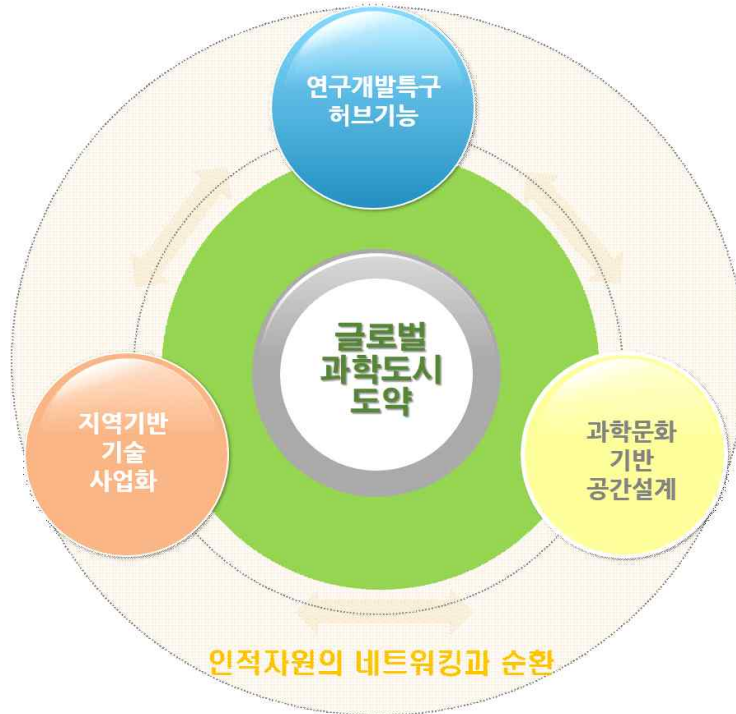 연구개발특구
허브기능
글로벌
과학도시
도약
지역기반
기술
사업화
과학문화
기반
공간설계
인적자원의 네트워킹과 순환